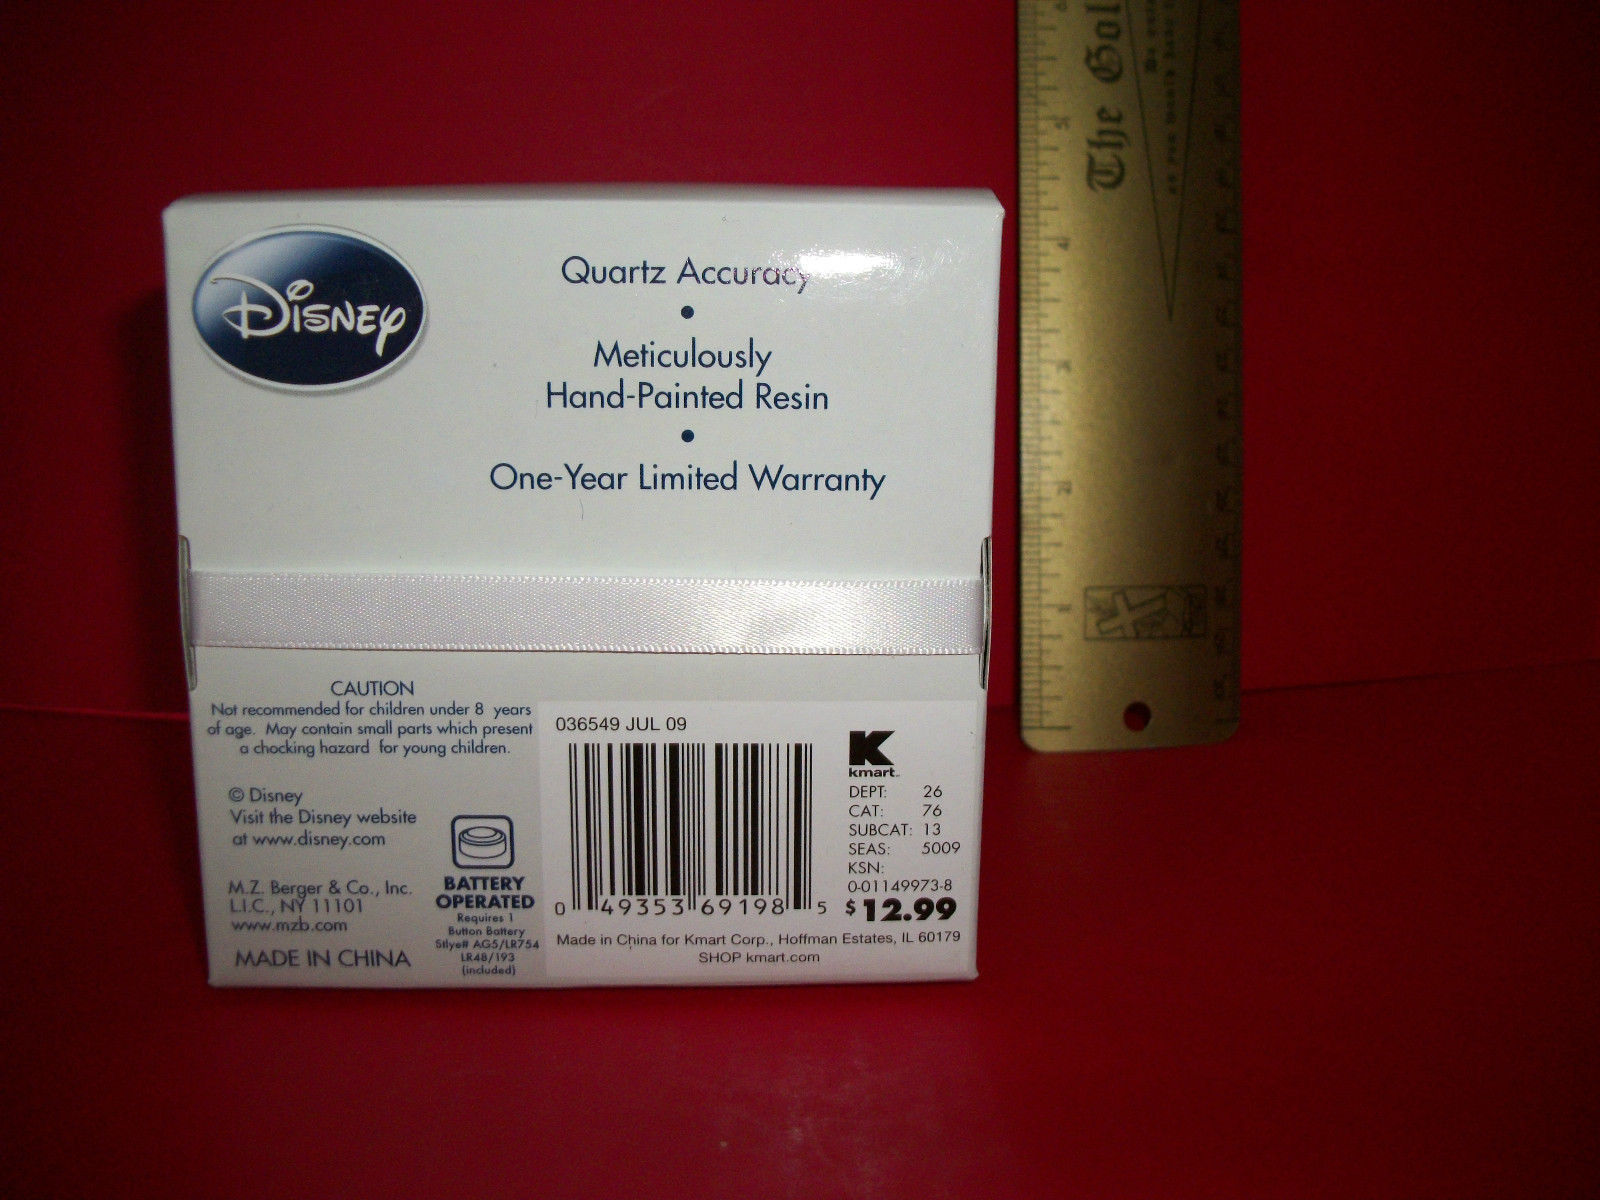 Disney
Quartz Accuracy
•
Meticulously
Hand-Painted Resin
•
One-Year Limited Warranty
CAUTION
Not recommended for children under 8 years
of age. May contain small parts which present
a chocking hazard for young children.
© Disney
Visit the Disney website
at www.disney.com
M.Z. Berger & Co., Inc.
L.I.C., NY 11101
www.mzb.com
MADE IN CHINA
BATTERY
OPERATED
Requires 1
Button Battery
Stlye# AG5/LR754
LR48/193
(included)
036549 JUL 09
0 49353 69198 5
K
kmart
DEPT: 26
CAT: 76
SUBCAT: 13
SEAS: 5009
KSN:
0-01149973-8
$12.99
Made in China for Kmart Corp., Hoffman Estates, IL 60179
SHOP kmart.com
The Gol